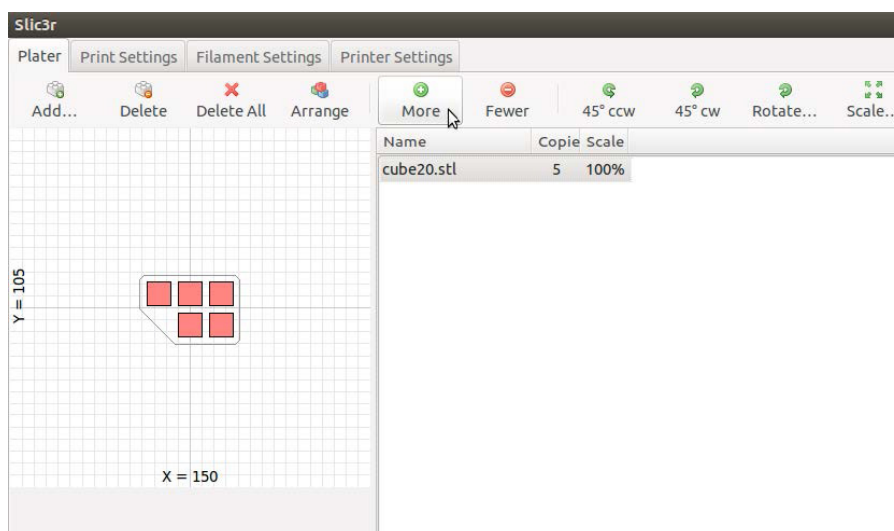 Slic3r
Plater Print Settings Filament Settings Printer Settings
Add... Delete Delete All Arrange More Fewer 45° ccw 45° cw Rotate... Scale..
Name Copie Scale
cube20.stl 5 100%
Y = 105
X = 150